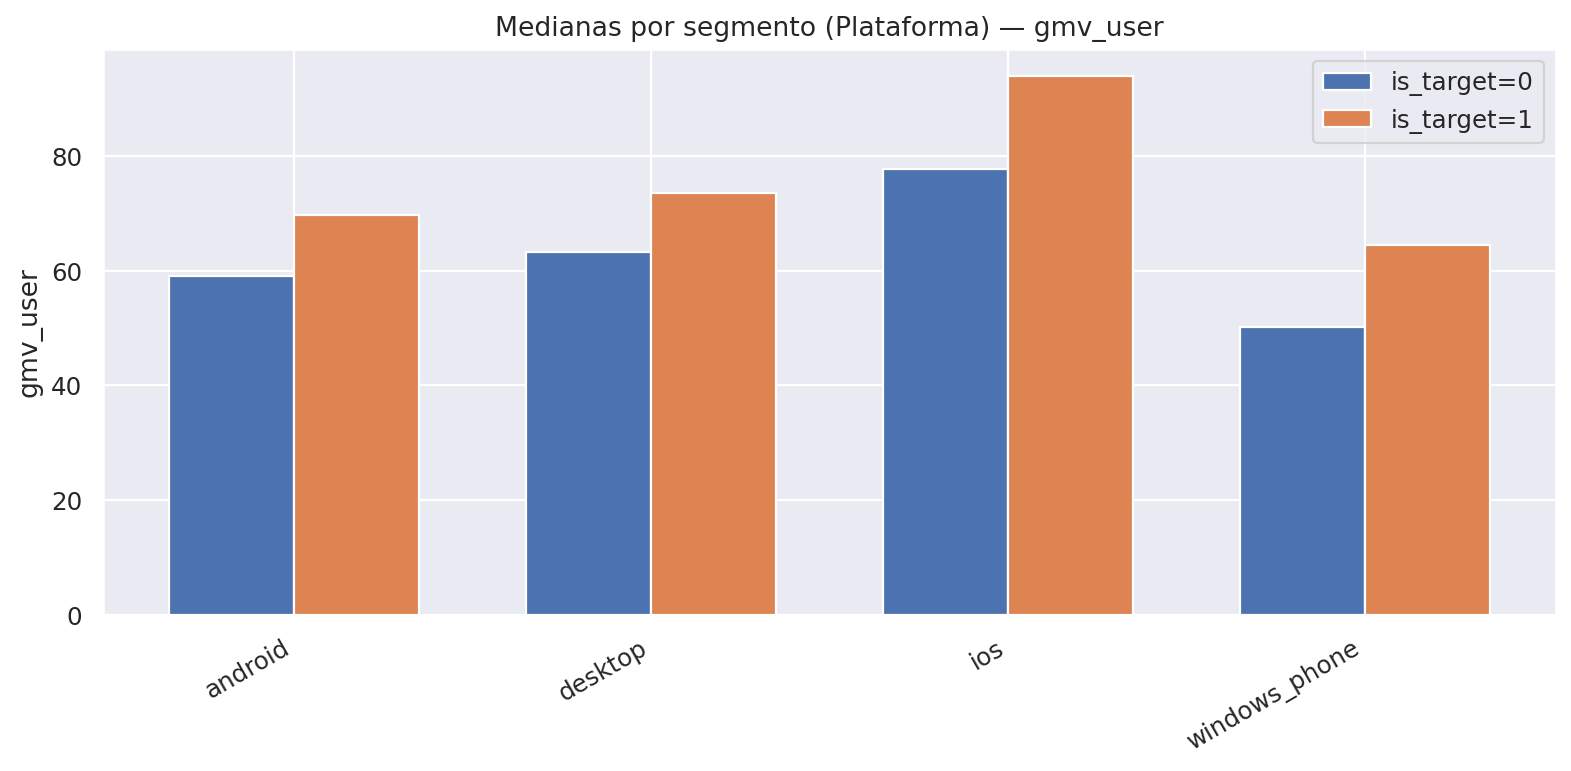 Medianas por segmento (Plataforma) — gmv_user
is_target=0
is_target=1
gmv_user
80
60
40
20
0
android
desktop
ios
windows_phone